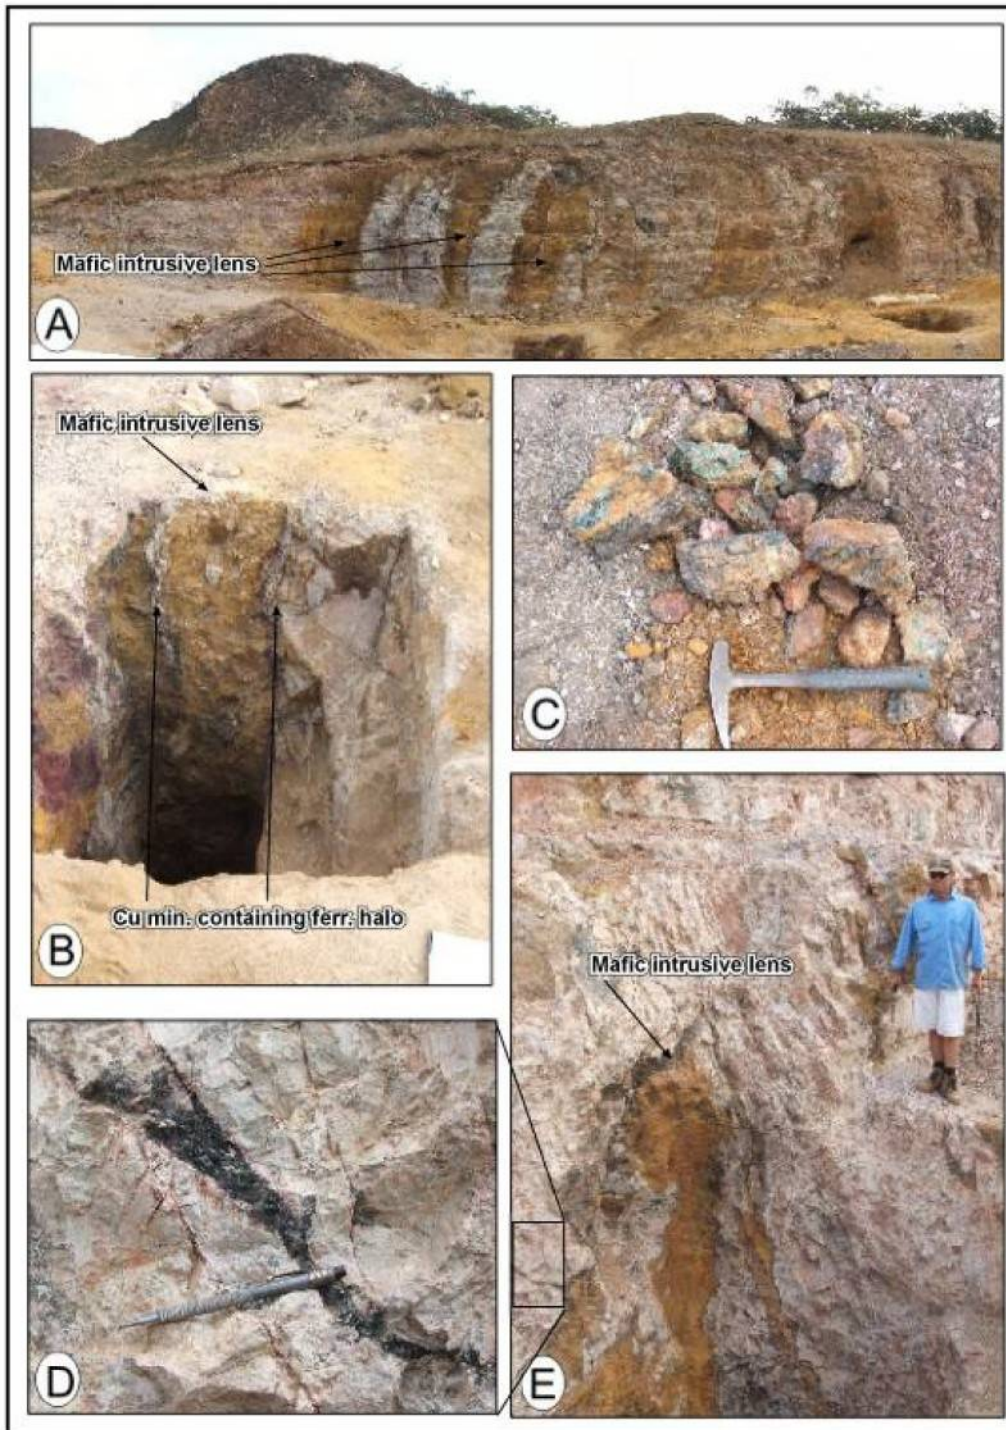 Mafic intrusive lens
A
Mafic intrusive lens
Cu min. containing ferr. halo
B
C
Mafic intrusive lens
D
E